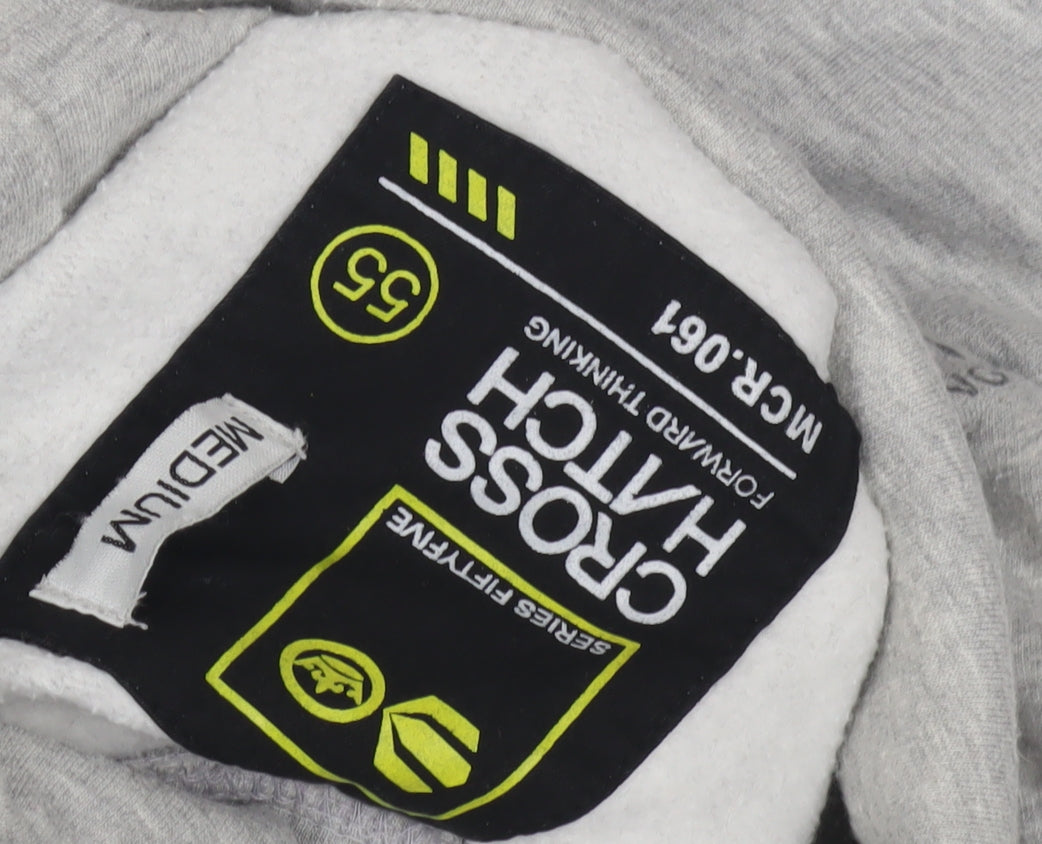 SERIES FIFTYFIVE
CROSS
HATCH
FORWARD THINKING
MCR.061
55
MEDIUM